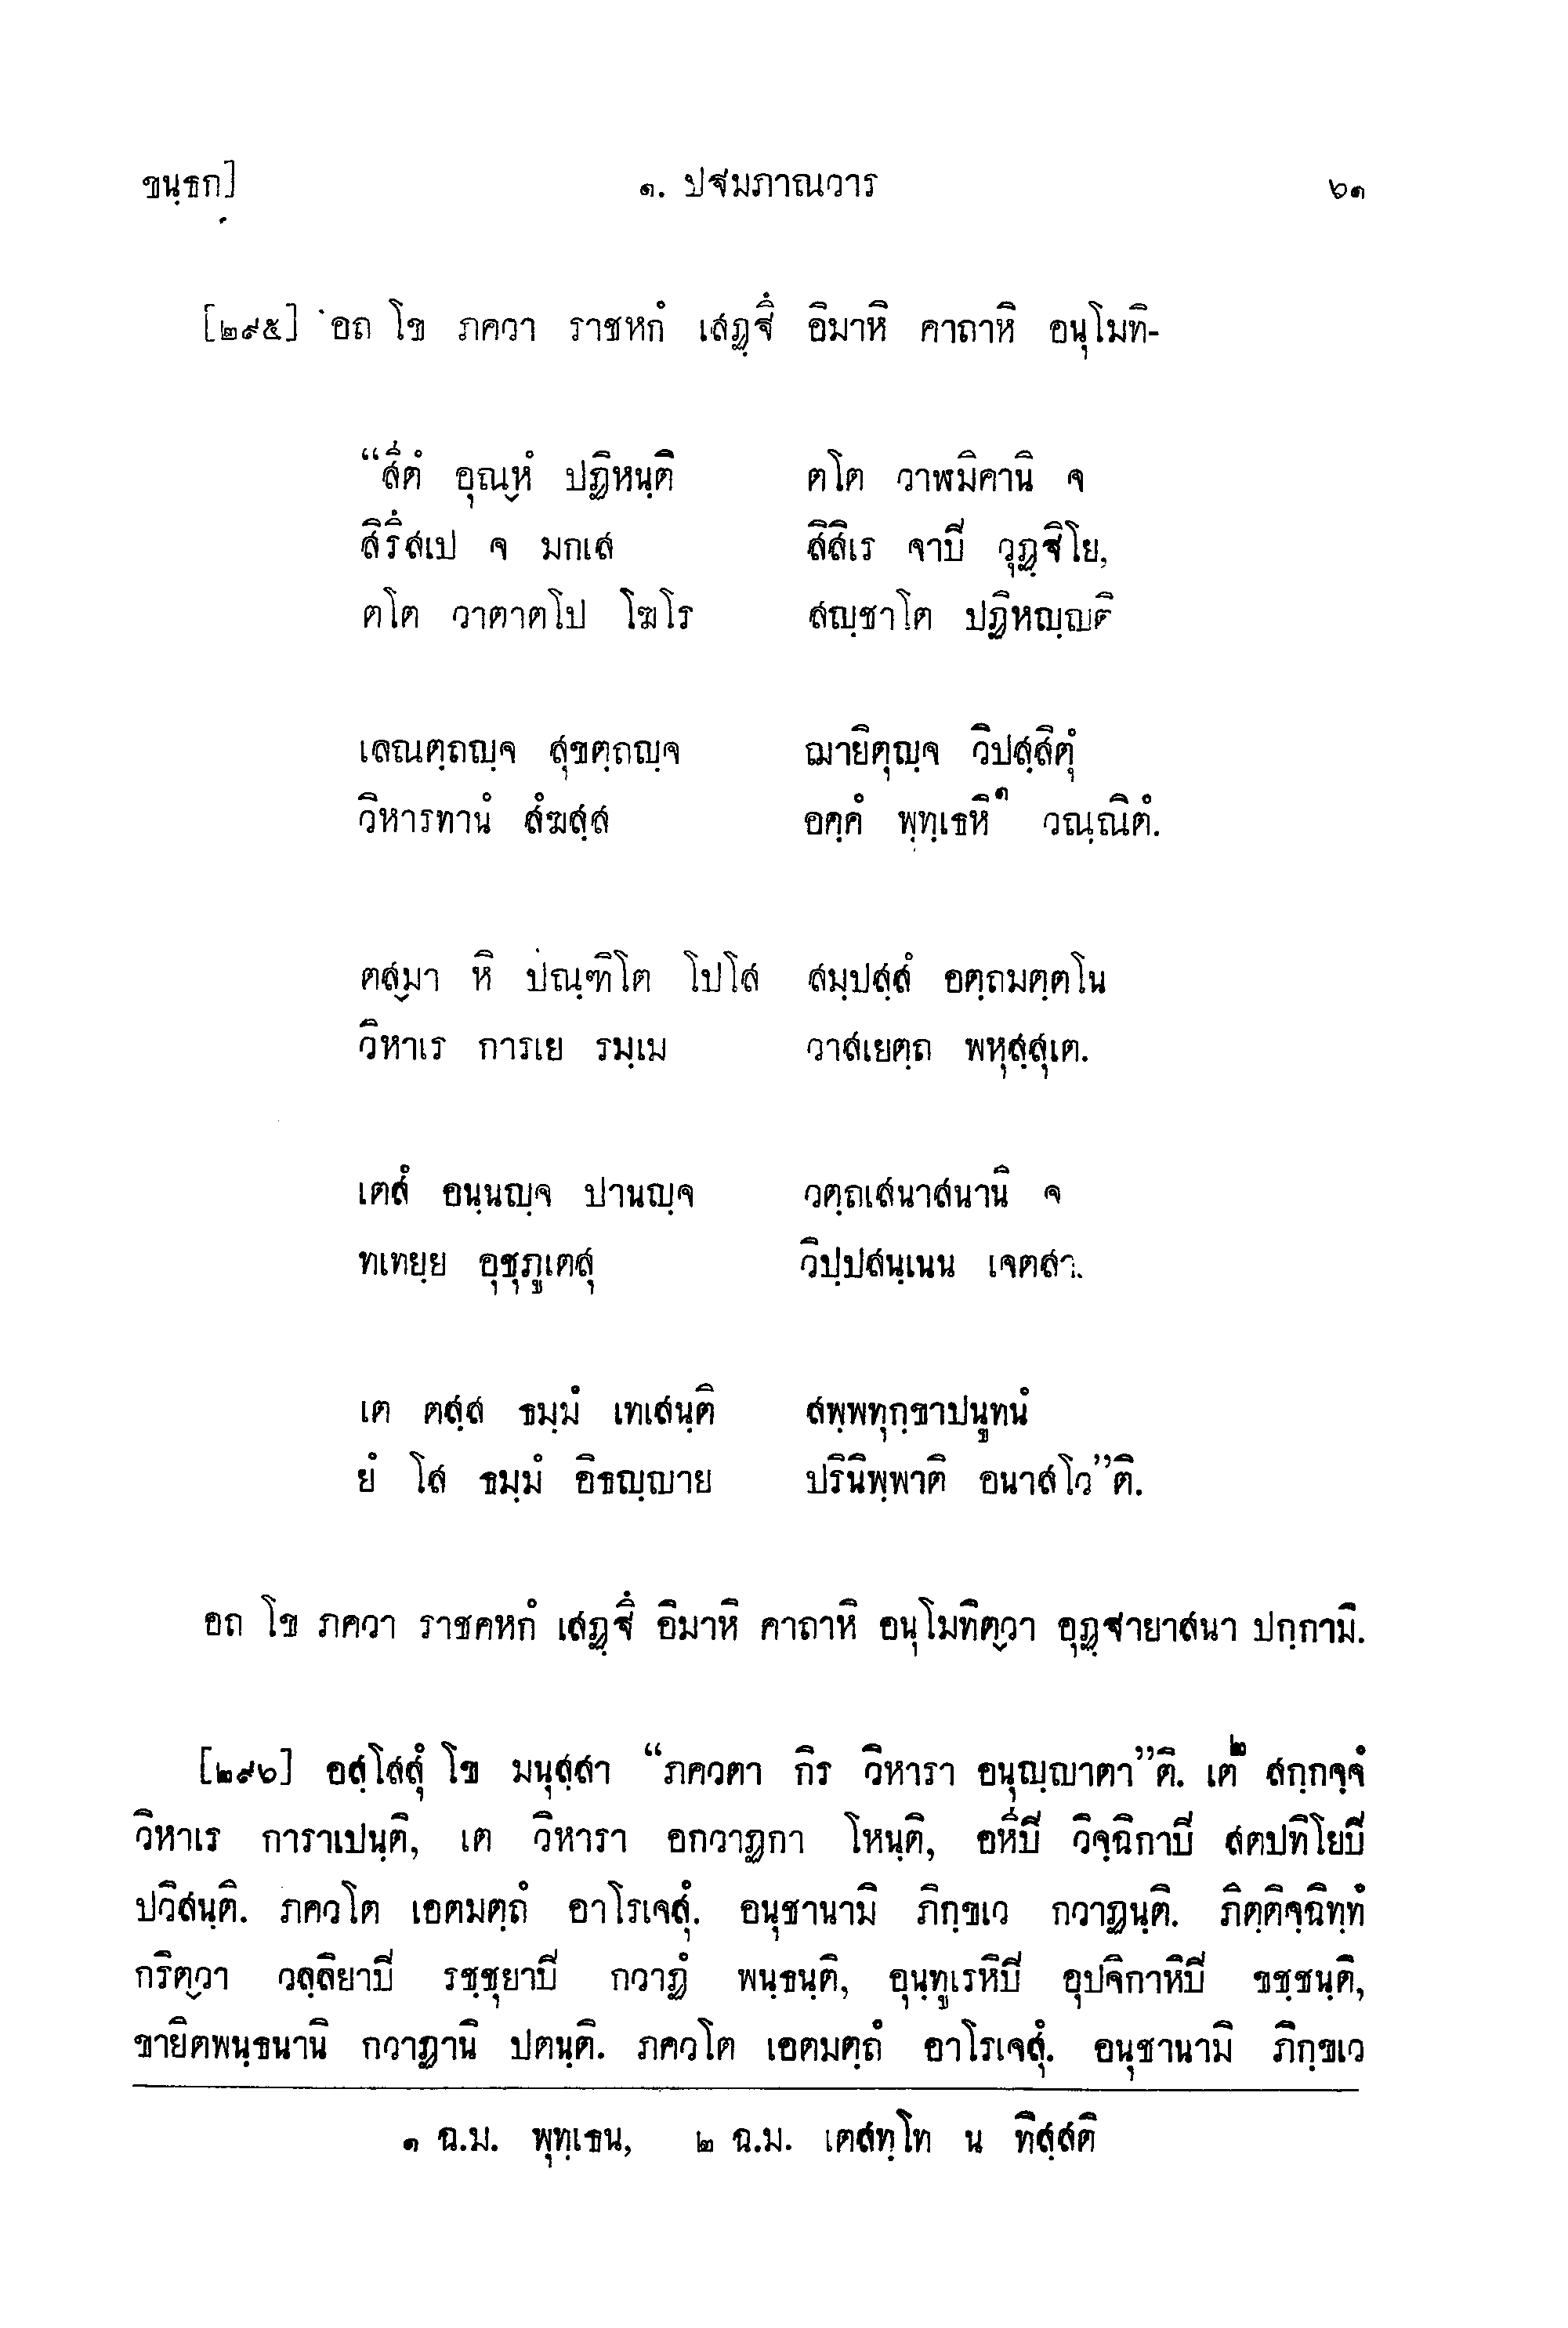 ขนฺธก]
๑. ปฐมภาณวาร
๖๑
[๒๙๕] อถ โข ภควา ราชหกํ เสฏฺฐึ อิมาหิ คาถาหิ อนุโมทิ-
“สีตํ อุณฺหํ ปฏิหนฺติ ตโต วาฬมิคานิ จ
สิรึสเป จ มกเส สิสิเร จาปิ วุฏฺฐิโย,
ตโต วาตาตโป โฆโร สญฺชาโต ปฏิหญฺญติ
เลณตฺถญฺจ สุขตฺถญฺจ ฌายิตุญฺจ วิปสฺสิตุํ
วิหารทานํ สํฆสฺส อคฺคํ พุทฺเธหิ๑ วณฺณิตํ.
ตสฺมา หิ ปณฺฑิโต โปโส สมฺปสฺสํ อตฺถมตฺตโน
วิหาเร การเย รมฺเม วาสเยตฺถ พหุสฺสุเต.
เตสํ อนฺนญฺจ ปานญฺจ วตฺถเสนาสนานิ จ
ทเทยฺย อุชุภูเตสุ วิปฺปสนฺเนน เจตสา.
เต ตสฺส ธมฺมํ เทเสนฺติ สพฺพทุกฺขาปนูทนํ
ยํ โส ธมฺมํ อิธญฺญาย ปรินิพฺพาติ อนาสโว”ติ.
อถ โข ภควา ราชคหกํ เสฏฺฐึ อิมาหิ คาถาหิ อนุโมทิตฺวา อุฏฺฐายาสนา ปกฺกามิ.
[๒๙๖] อสฺโสสุํ โข มนุสฺสา “ภควตา กิร วิหารา อนุญฺญาตา”ติ. เต๒ สกฺกจฺจํ
วิหาเร การาเปนฺติ, เต วิหารา อกวาฏกา โหนฺติ, อหีปิ วิจฺฉิกาปิ สตปทิโยปิ
ปวิสนฺติ. ภควโต เอตมตฺถํ อาโรเจสุํ. อนุชานามิ ภิกฺขเว กวาฏนฺติ. ภิตฺติจฺฉิทฺทํ
กริตฺวา วลฺลิยาปิ รชฺชุยาปิ กวาฏํ พนฺธนฺติ, อุนฺทูเรหิปิ อุปจิกาหิปิ ขชฺชนฺติ,
ขายิตพนฺธนานิ กวาฏานิ ปตนฺติ. ภควโต เอตมตฺถํ อาโรเจสุํ. อนุชานามิ ภิกฺขเว
๑ ฉ.ม. พุทฺเธน, ๒ ฉ.ม. เตสทฺโท น ทิสฺสติ